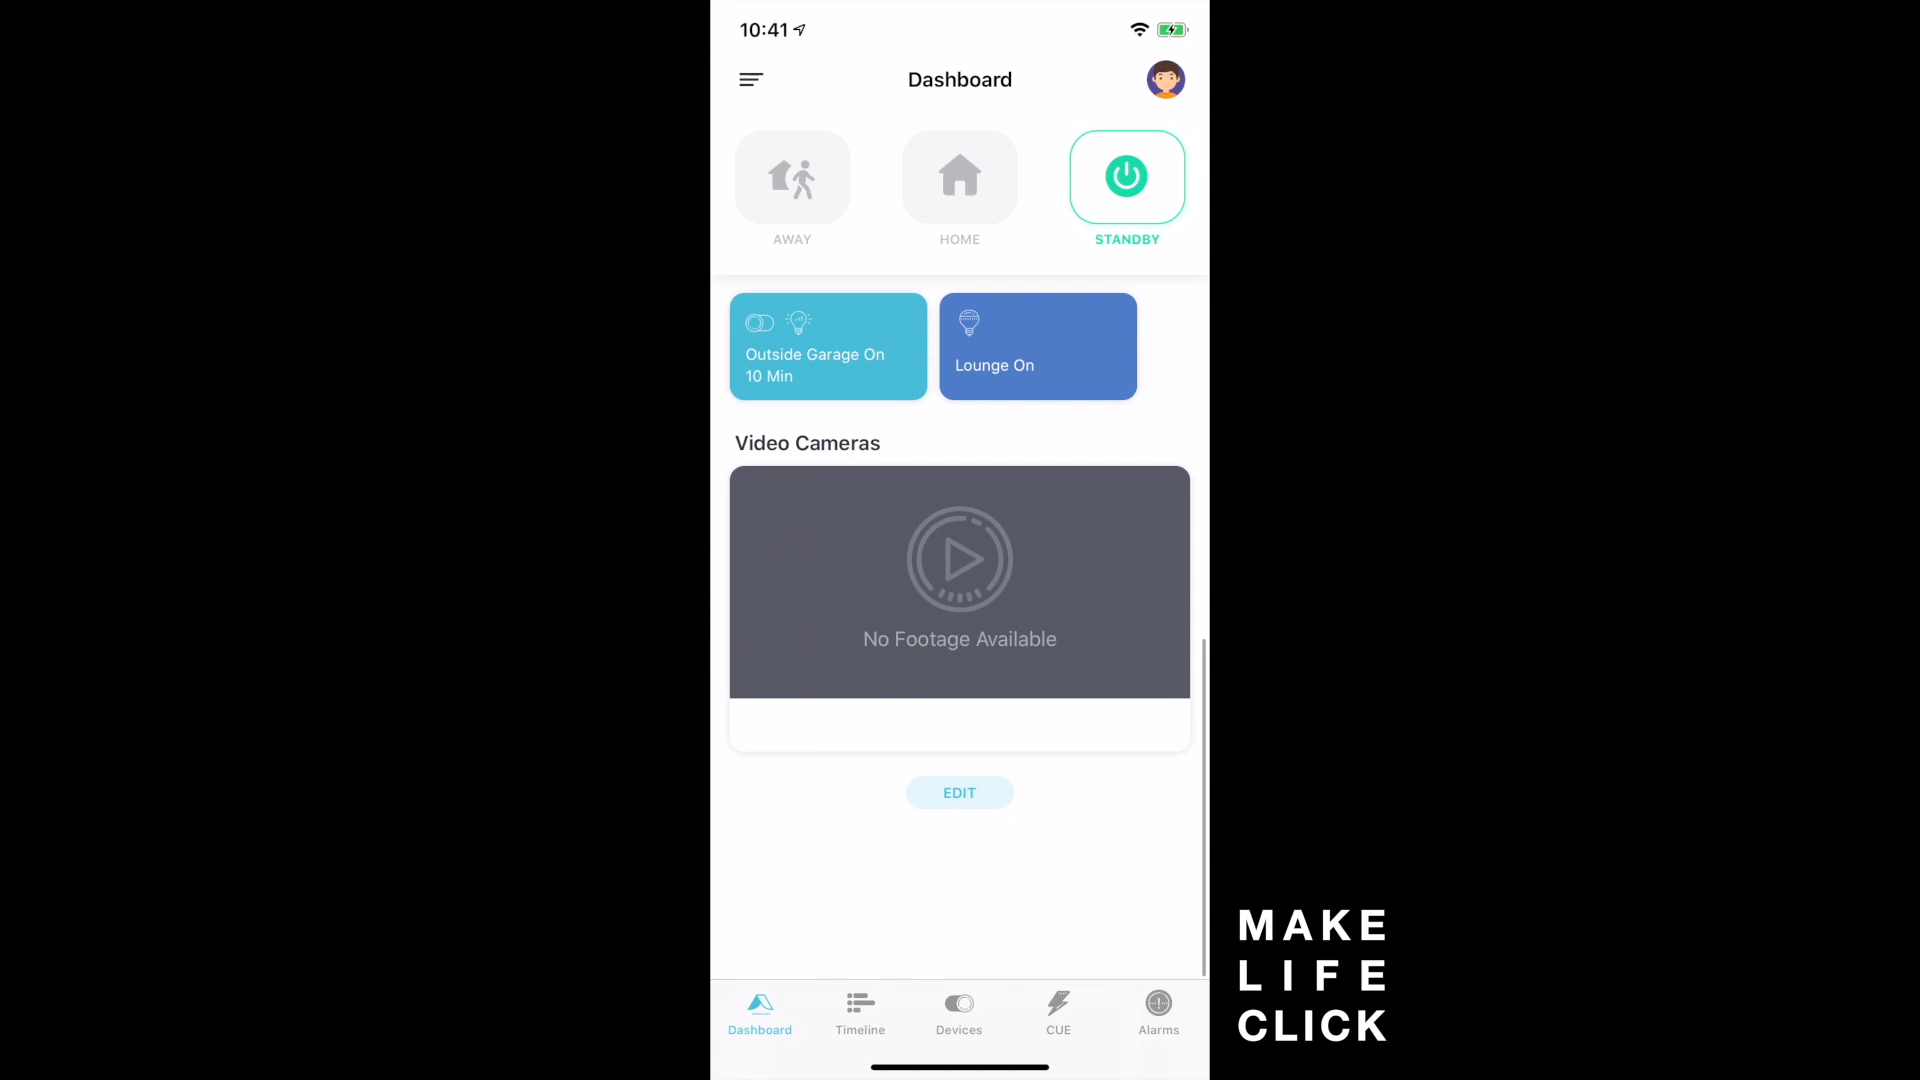 10:41
Dashboard
AWAY
HOME
STANDBY
Outside Garage On
10 Min
Lounge On
Video Cameras
No Footage Available
EDIT
Dashboard
Timeline
Devices
CUE
Alarms
MAKE
LIFE
CLICK